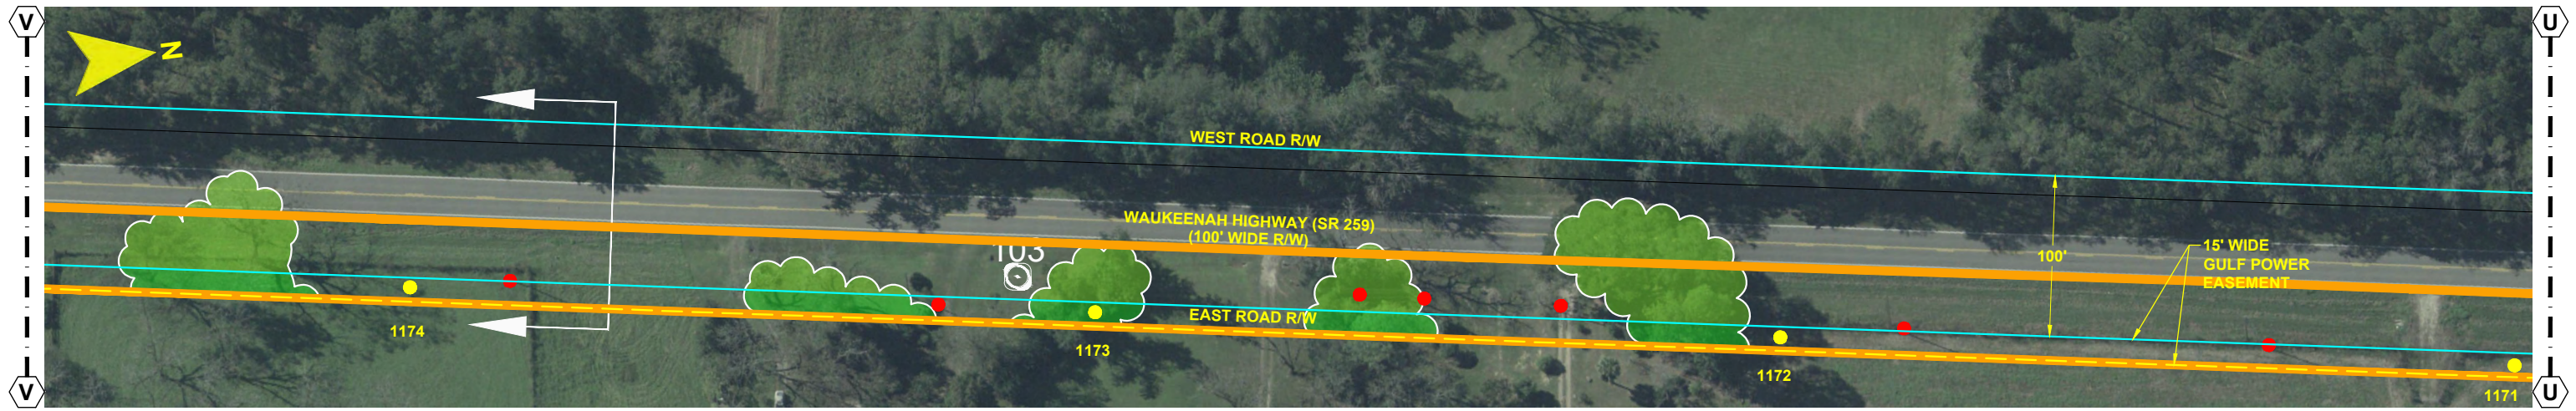 V
U
N
WEST ROAD R/W
WAUKEENAH HIGHWAY (SR 259)
(100' WIDE R/W)
103
100'
15' WIDE
GULF POWER
EASEMENT
EAST ROAD R/W
1174
1173
1172
1171
V
U